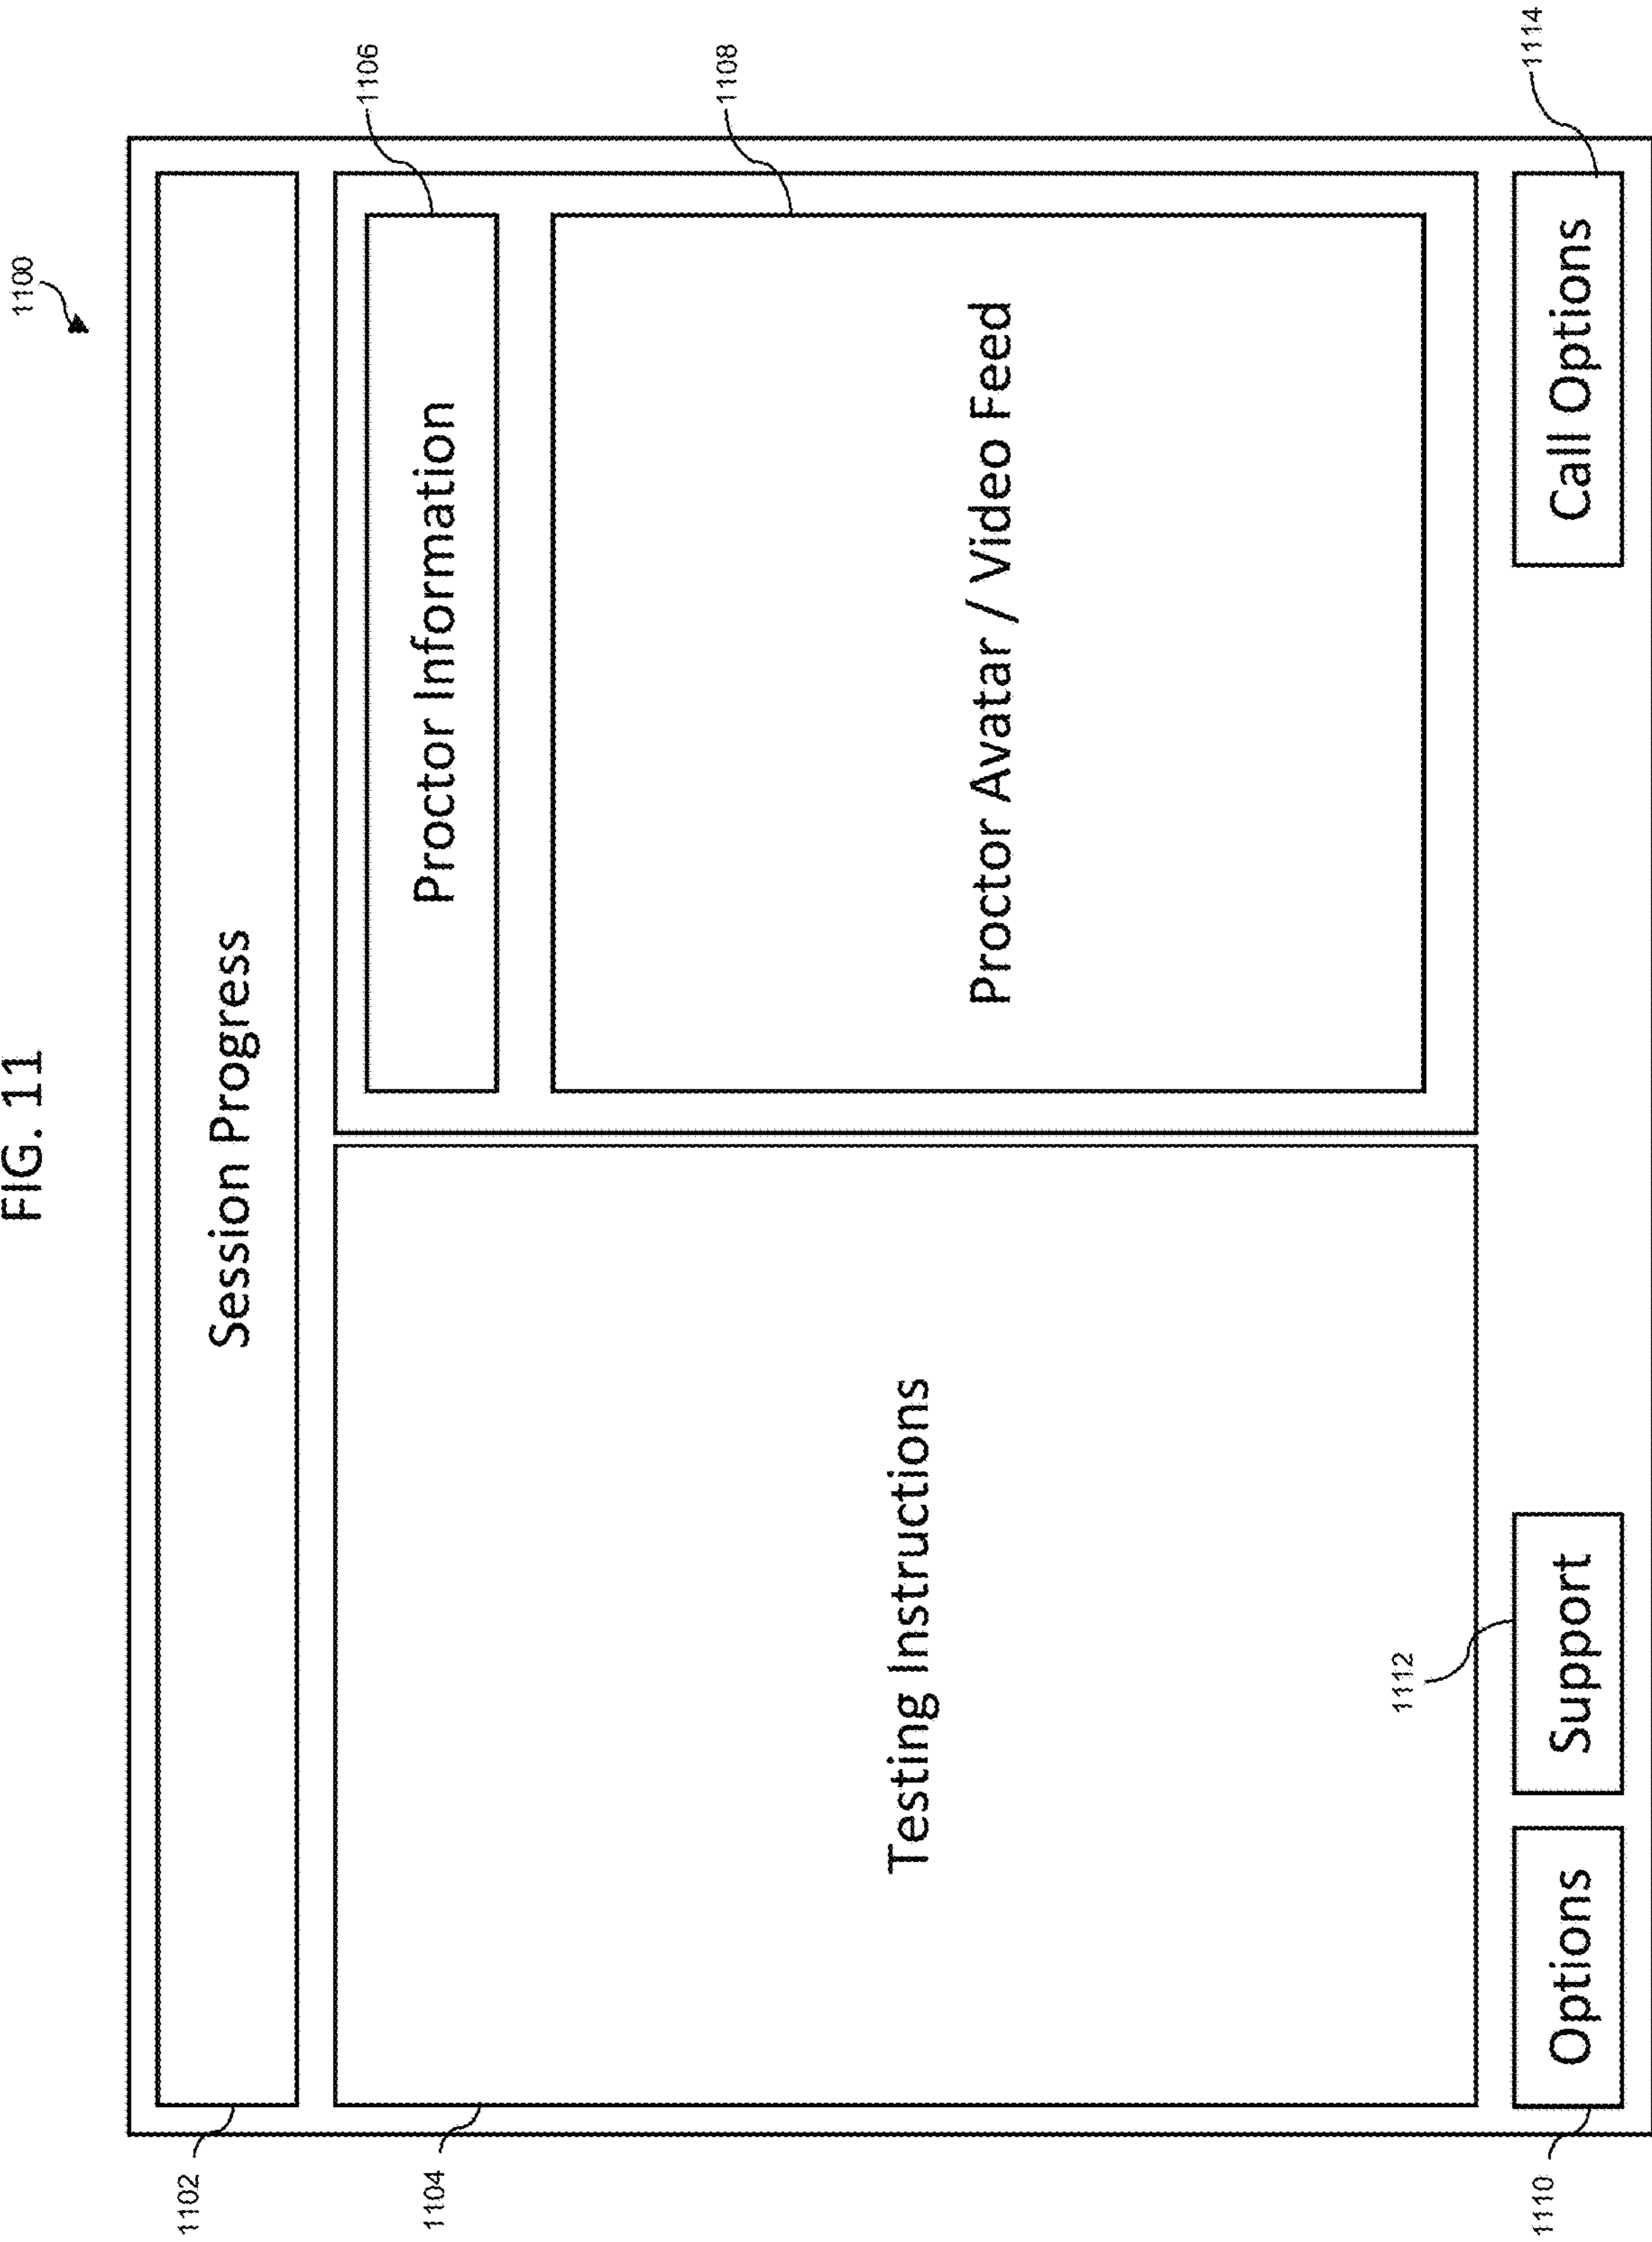 FIG. 11
1100
1102
Session Progress
1104
Testing Instructions
1106
Proctor Information
1108
Proctor Avatar / Video Feed
1110
Options
1112
Support
1114
Call Options